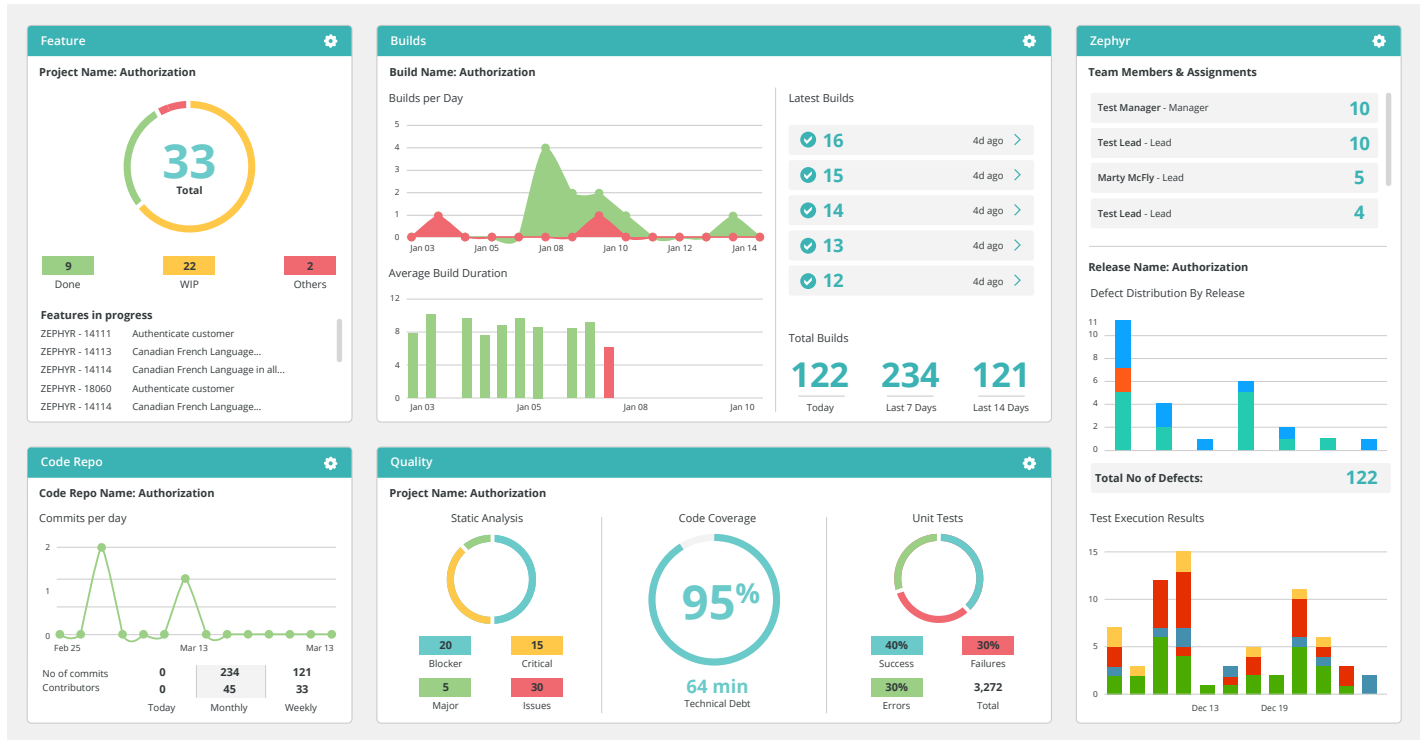 Feature
Project Name: Authorization
33
Total
9 22 2
Done WIP Others
Features in progress
ZEPHYR - 14111 Authenticate customer
ZEPHYR - 14113 Canadian French Language...
ZEPHYR - 14114 Canadian French Language in all...
ZEPHYR - 18060 Authenticate customer
ZEPHYR - 14114 Canadian French Language...
Builds
Build Name: Authorization
Builds per Day
5
4
3
2
1
0
Jan 03 Jan 05 Jan 08 Jan 10 Jan 12 Jan 14
Average Build Duration
12
8
4
0
Jan 03 Jan 05 Jan 08 Jan 10
Latest Builds
16 4d ago
15 4d ago
14 4d ago
13 4d ago
12 4d ago
Total Builds
122 234 121
Today Last 7 Days Last 14 Days
Zephyr
Team Members & Assignments
Test Manager - Manager 10
Test Lead - Lead 10
Marty McFly - Lead 5
Test Lead - Lead 4
Release Name: Authorization
Defect Distribution By Release
11
10
8
6
4
2
0
Total No of Defects: 122
Test Execution Results
15
10
5
0
Dec 13 Dec 19
Code Repo
Code Repo Name: Authorization
Commits per day
2
1
0
Feb 25 Mar 13 Mar 13
No of commits 0 234 121
Contributors 0 45 33
Today Monthly Weekly
Quality
Project Name: Authorization
Static Analysis
20 15
Blocker Critical
5 30
Major Issues
Code Coverage
95%
64 min
Technical Debt
Unit Tests
40% 30%
Success Failures
30% 3,272
Errors Total